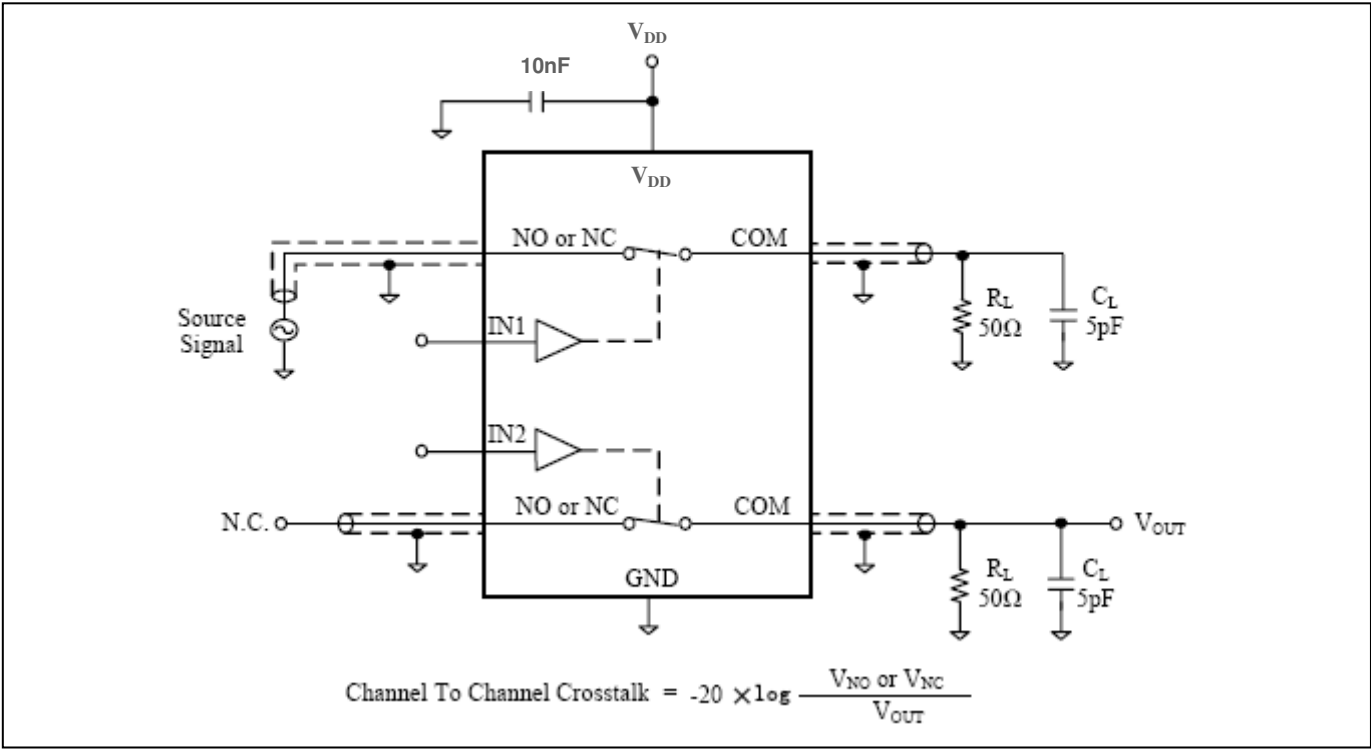 V_DD
10nF
V_DD
NO or NC
COM
Source
Signal
IN1
R_L
50Ω
C_L
5pF
IN2
NO or NC
COM
N.C.
V_OUT
GND
R_L
50Ω
C_L
5pF
Channel To Channel Crosstalk = -20 ×log V_NO or V_NC
V_OUT